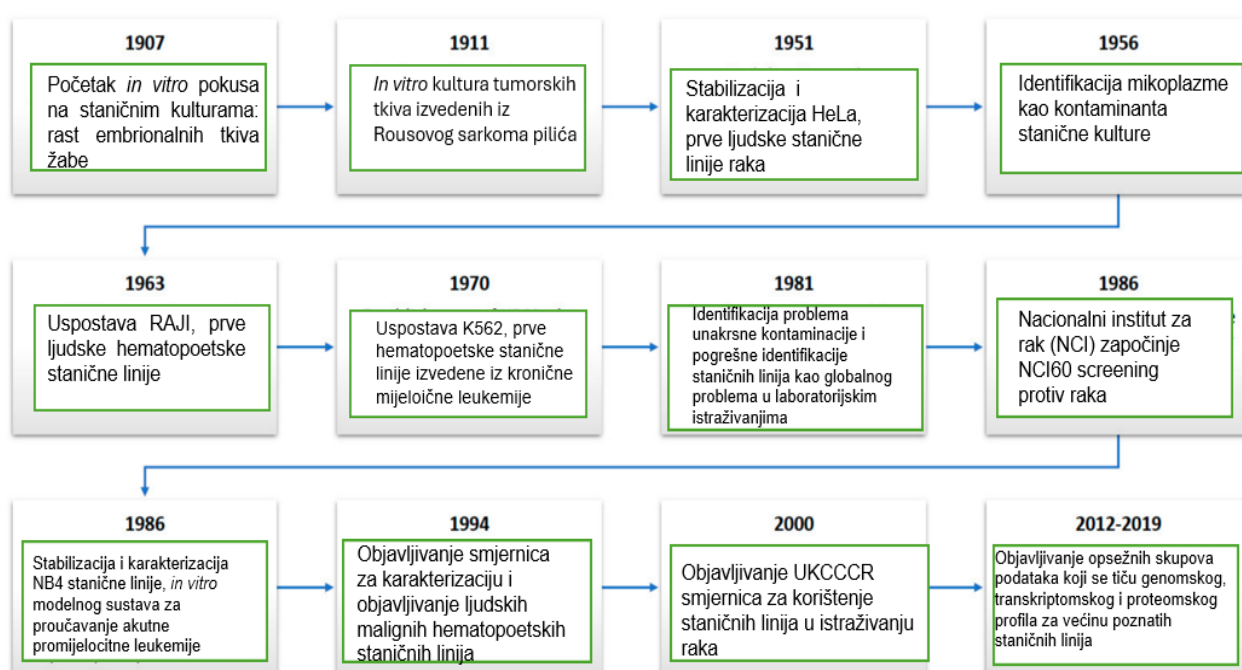 1907
Početak in vitro pokusa
na staničnim kulturama:
rast embrionalnih tkiva
žabe
1911
In vitro kultura tumorskih
tkiva izvedenih iz
Rousovog sarkoma pilića
1951
Stabilizacija i
karakterizacija HeLa,
prve ljudske stanične
linije raka
1956
Identifikacija mikoplazme
kao kontaminanta
stanične kulture
1963
Uspostava RAJI, prve
ljudske hematopoetske
stanične linije
1970
Uspostava K562, prve
hematopoetske stanične
linije izvedene iz kronične
mijeloične leukemije
1981
Identifikacija problema
unakrsne kontaminacije i
pogrešne identifikacije
staničnih linija kao globalnog
problema u laboratorijskim
istraživanjima
1986
Nacionalni institut za
rak (NCI) započinje
NCI60 screening
protiv raka
1986
Stabilizacija i karakterizacija
NB4 stanične linije, in vitro
modelnog sustava za
proučavanje akutne
promijelocitne leukemije
1994
Objavljivanje smjernica
za karakterizaciju i
objavljivanje ljudskih
malignih hematopoetskih
staničnih linija
2000
Objavljivanje UKCCCR
smjernica za korištenje
staničnih linija u istraživanju
raka
2012-2019
Objavljivanje opsežnih skupova
podataka koji se tiču genomskog,
transkriptomskog i proteomskog
profila za većinu poznatih
staničnih linija